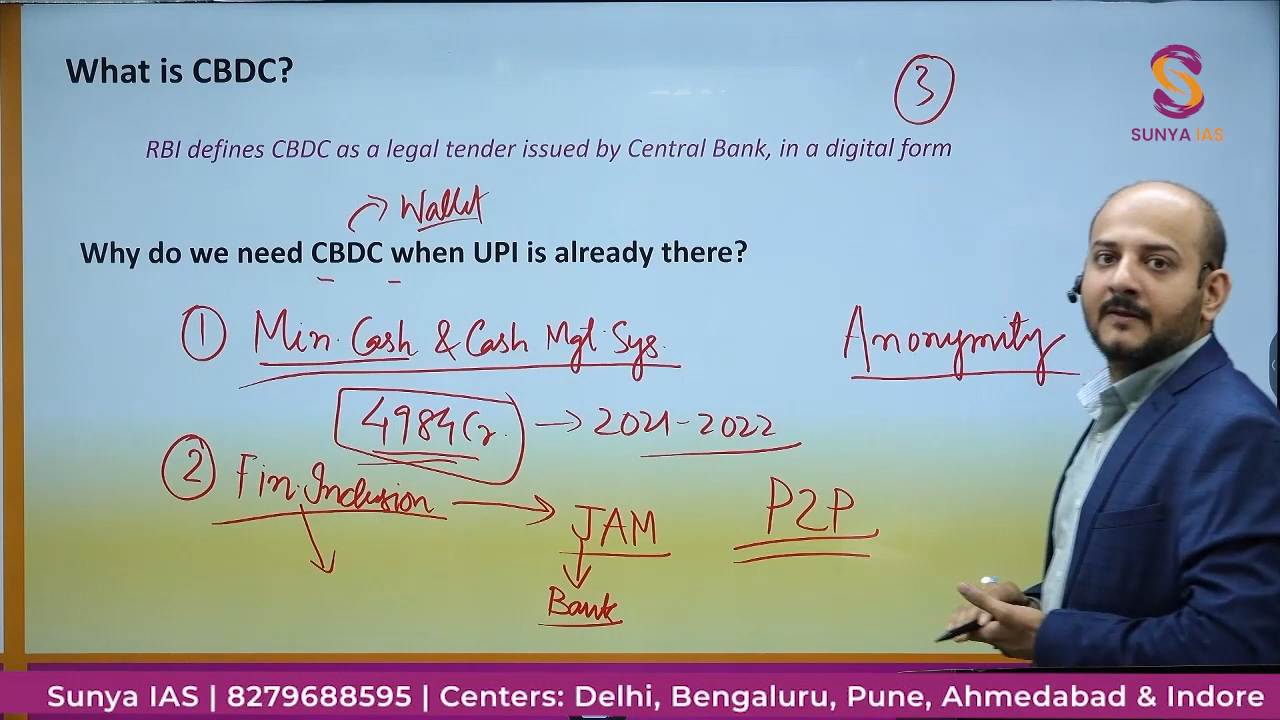 What is CBDC?
3
SUNYA IAS
RBI defines CBDC as a legal tender issued by Central Bank, in a digital form
Wallet
Why do we need CBDC when UPI is already there?
1 Min. Cash & Cash Mgt. Sys.
Anonymity
4984 Cr. → 2021-2022
2 Fin. Inclusion → JAM
P2P
Bank
Sunya IAS | 8279688595 | Centers: Delhi, Bengaluru, Pune, Ahmedabad & Indore